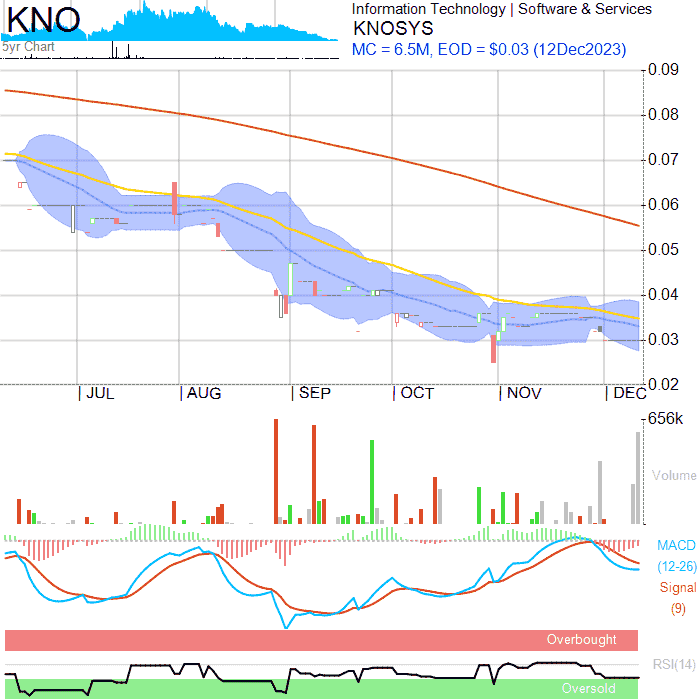 KNO
5yr Chart
Information Technology | Software & Services
KNOSYS
MC = 6.5M, EOD = $0.03 (12Dec2023)
0.09
0.08
0.07
0.06
0.05
0.04
0.03
0.02
| JUL | AUG | SEP | OCT | NOV | DEC
656k
Volume
MACD
(12-26)
Signal
(9)
Overbought
RSI(14)
Oversold